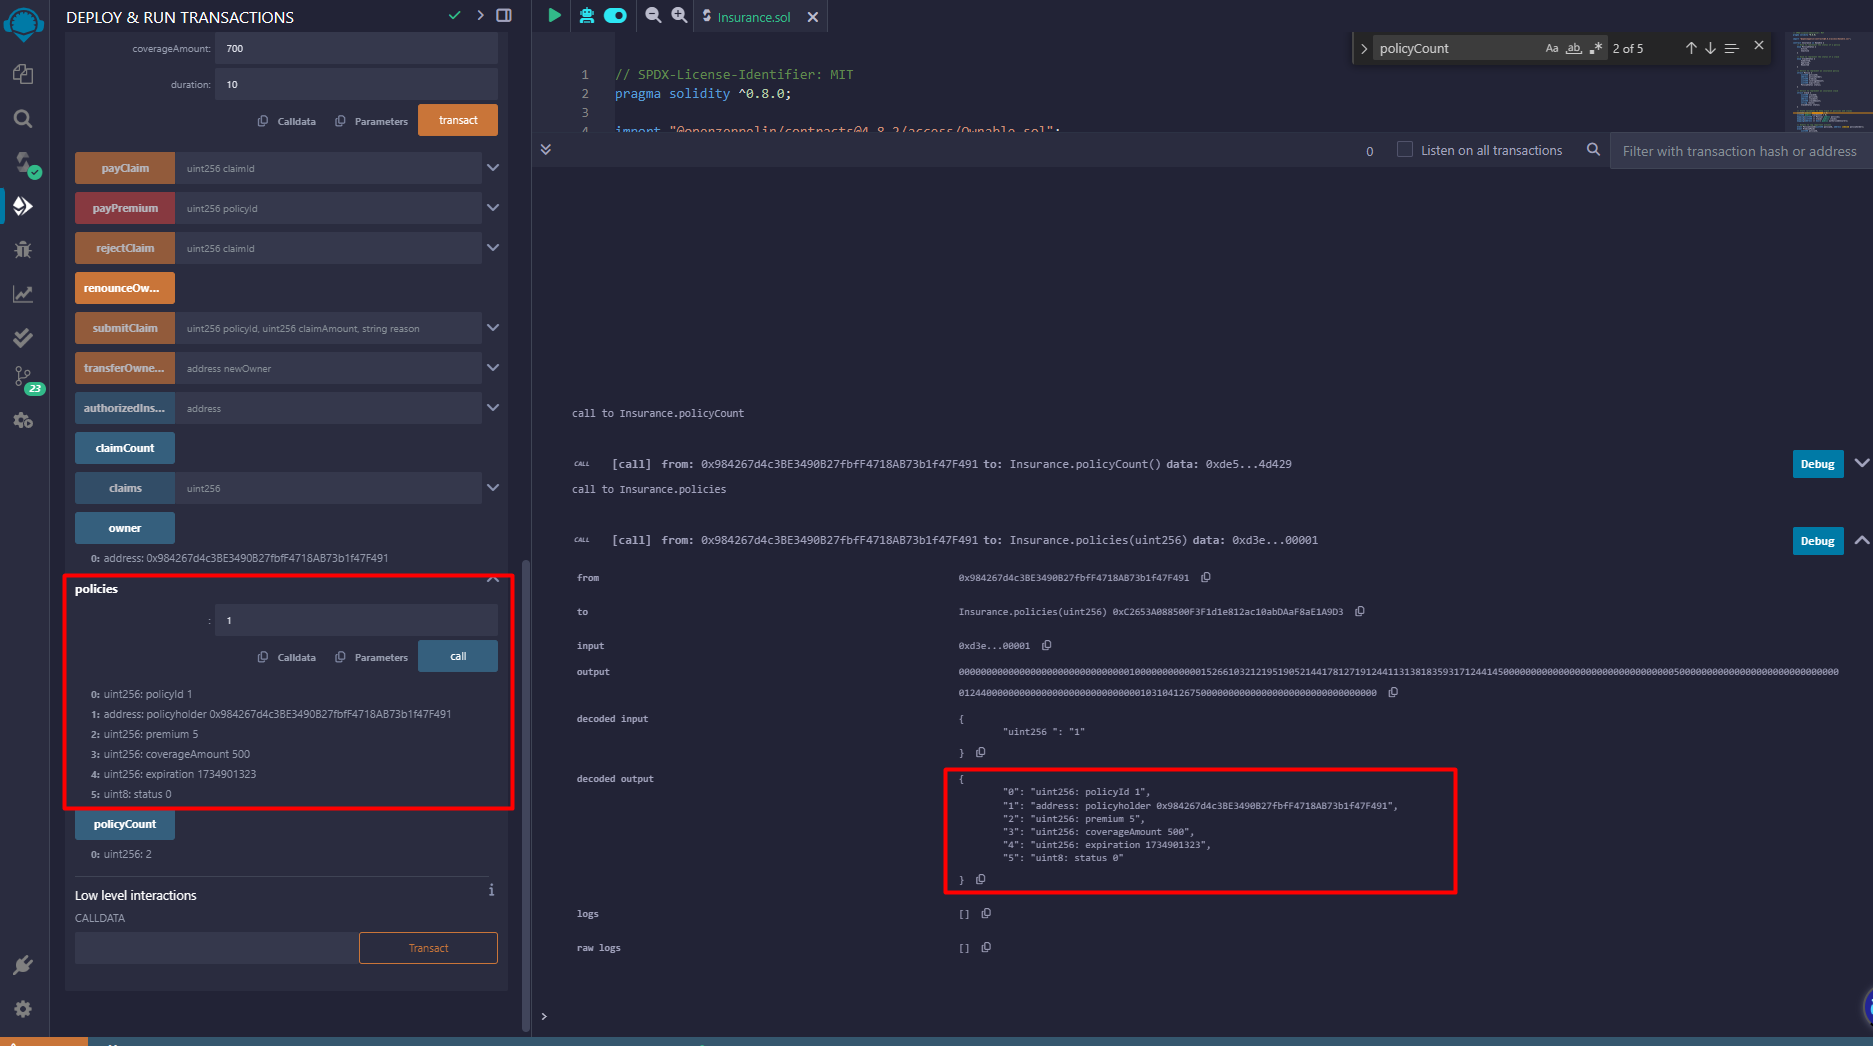 DEPLOY & RUN TRANSACTIONS
coverageAmount: 700
duration: 10
Calldata Parameters transact
payClaim uint256 claimId
payPremium uint256 policyId
rejectClaim uint256 claimId
renounceOw...
submitClaim uint256 policyId, uint256 claimAmount, string reason
transferOwne... address newOwner
authorizedIns... address
claimCount
claims uint256
owner
0: address: 0x984267d4c3BE3490B27fbfF4718AB73b1f47F491
policies
: 1
Calldata Parameters call
0: uint256: policyId 1
1: address: policyholder 0x984267d4c3BE3490B27fbfF4718AB73b1f47F491
2: uint256: premium 5
3: uint256: coverageAmount 500
4: uint256: expiration 1734901323
5: uint8: status 0
policyCount
0: uint256: 2
Low level interactions
i
CALLDATA
Transact
23
Insurance.sol
policyCount Aa ab 2 of 5
1 // SPDX-License-Identifier: MIT
2 pragma solidity ^0.8.0;
3
4 import "@openzeppelin/contracts@4.8.2/access/Ownable.sol";
0 Listen on all transactions Filter with transaction hash or address
call to Insurance.policyCount
CALL [call] from: 0x984267d4c3BE3490B27fbfF4718AB73b1f47F491 to: Insurance.policyCount() data: 0xde5...4d429 Debug
call to Insurance.policies
CALL [call] from: 0x984267d4c3BE3490B27fbfF4718AB73b1f47F491 to: Insurance.policies(uint256) data: 0xd3e...00001 Debug
from 0x984267d4c3BE3490B27fbfF4718AB73b1f47F491
to Insurance.policies(uint256) 0xC2653A088500F3F1d1e812ac10abDAaF8aE1A9D3
input 0xd3e...00001
output
decoded input {
"uint256 ": "1"
}
decoded output {
"0": "uint256: policyId 1",
"1": "address: policyholder 0x984267d4c3BE3490B27fbfF4718AB73b1f47F491",
"2": "uint256: premium 5",
"3": "uint256: coverageAmount 500",
"4": "uint256: expiration 1734901323",
"5": "uint8: status 0"
}
logs []
raw logs []
>